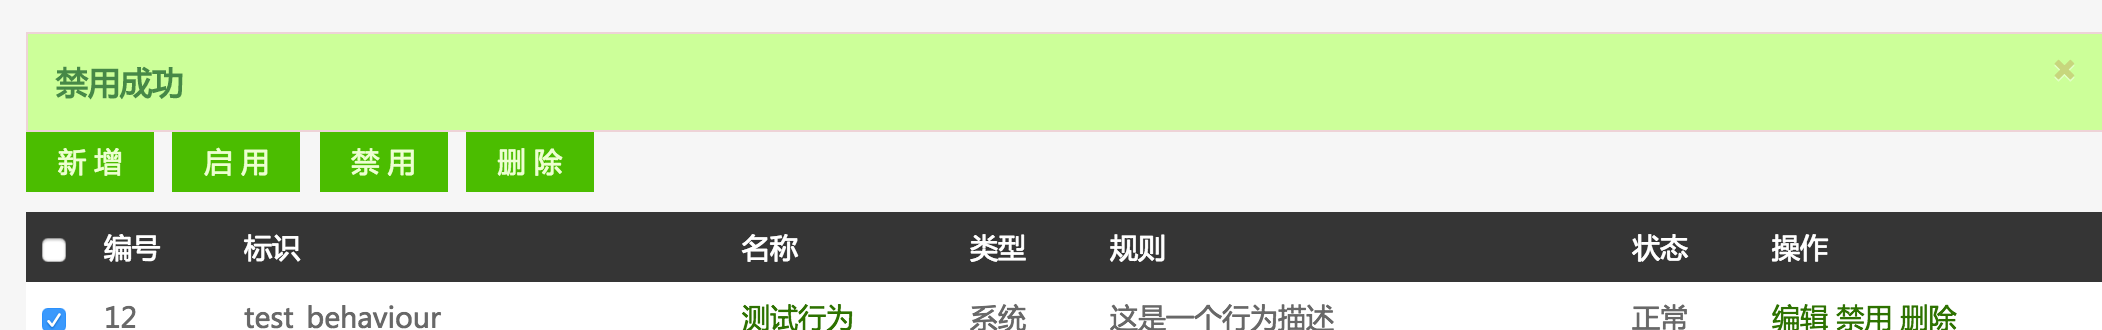 禁用成功
新 增 启 用 禁 用 删 除
编号 标识 名称 类型 规则 状态 操作
12 test behaviour 测试行为 系统 这是一个行为描述 正常 编辑 禁用 删除